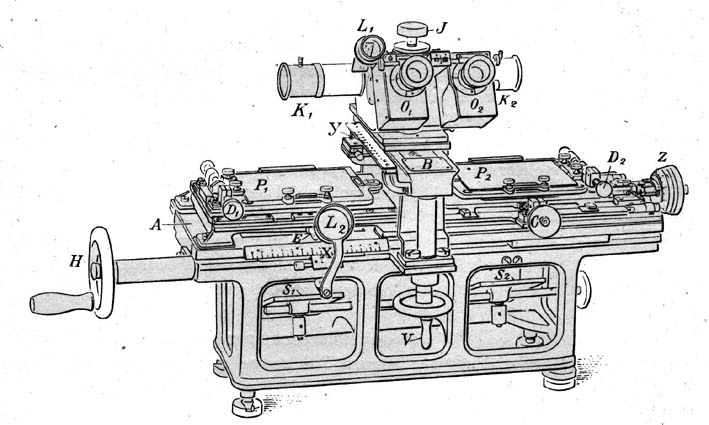 L₁
J
K₁
O₁
O₂
K₂
У
B
P₁
P₂
D₂
Z
D₁
A
C
E
L₂
X
H
S₁
S₂
V